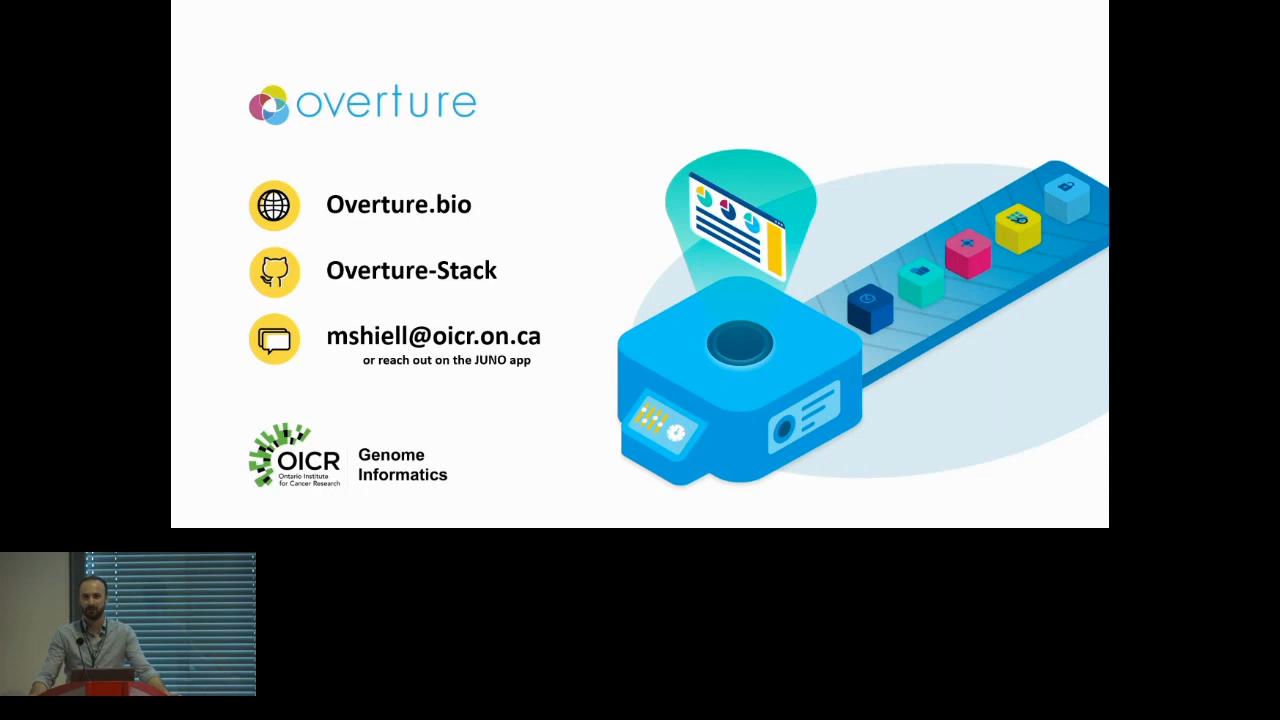 overture
Overture.bio
Overture-Stack
mshiell@oicr.on.ca
or reach out on the JUNO app
OICR
Ontario Institute
for Cancer Research
Genome
Informatics